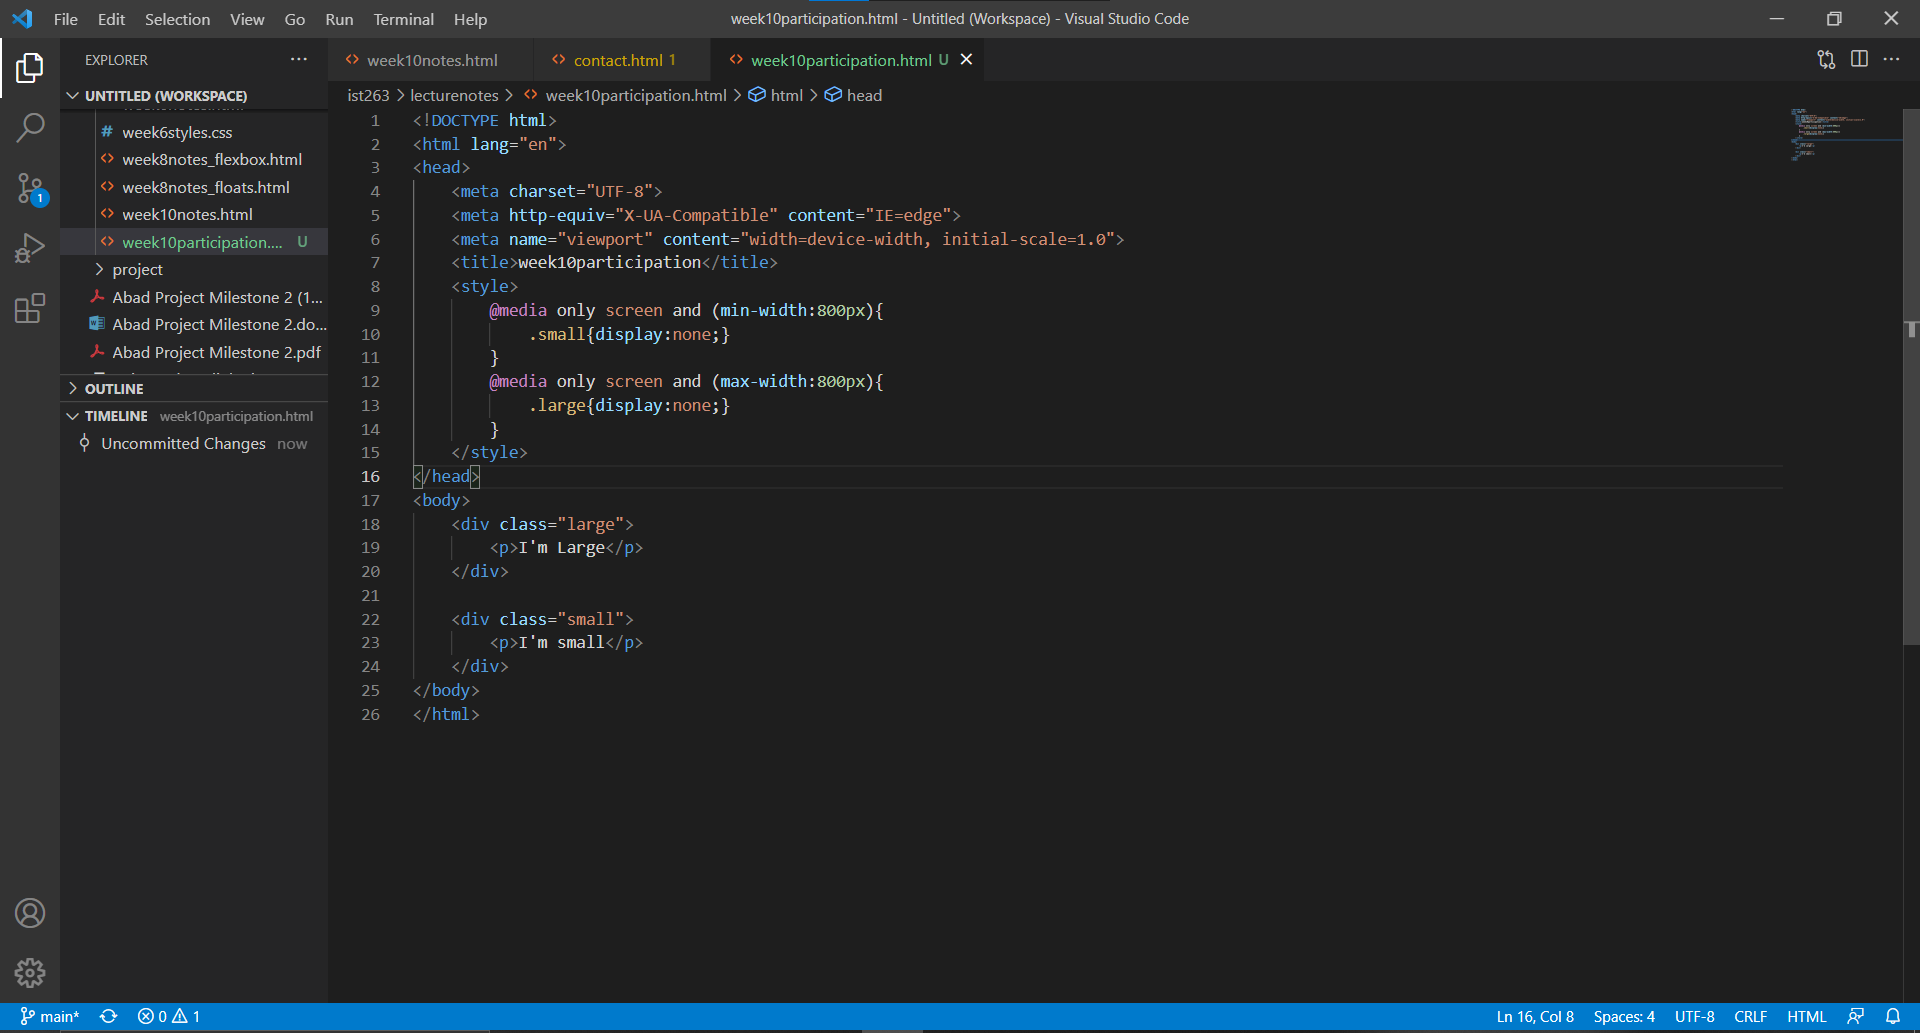 File Edit Selection View Go Run Terminal Help
week10participation.html - Untitled (Workspace) - Visual Studio Code
EXPLORER
UNTITLED (WORKSPACE)
week6styles.css
week8notes_flexbox.html
week8notes_floats.html
week10notes.html
week10participation.... U
project
Abad Project Milestone 2 (1...
Abad Project Milestone 2.do...
Abad Project Milestone 2.pdf
OUTLINE
TIMELINE week10participation.html
Uncommitted Changes now
1
week10notes.html
contact.html 1
week10participation.html U
ist263 > lecturenotes > week10participation.html > html > head
1 <!DOCTYPE html>
2 <html lang="en">
3 <head>
4 <meta charset="UTF-8">
5 <meta http-equiv="X-UA-Compatible" content="IE=edge">
6 <meta name="viewport" content="width=device-width, initial-scale=1.0">
7 <title>week10participation</title>
8 <style>
9 @media only screen and (min-width:800px){
10 .small{display:none;}
11 }
12 @media only screen and (max-width:800px){
13 .large{display:none;}
14 }
15 </style>
16 </head>
17 <body>
18 <div class="large">
19 <p>I'm Large</p>
20 </div>
21
22 <div class="small">
23 <p>I'm small</p>
24 </div>
25 </body>
26 </html>
main* 0 1
Ln 16, Col 8 Spaces: 4 UTF-8 CRLF HTML